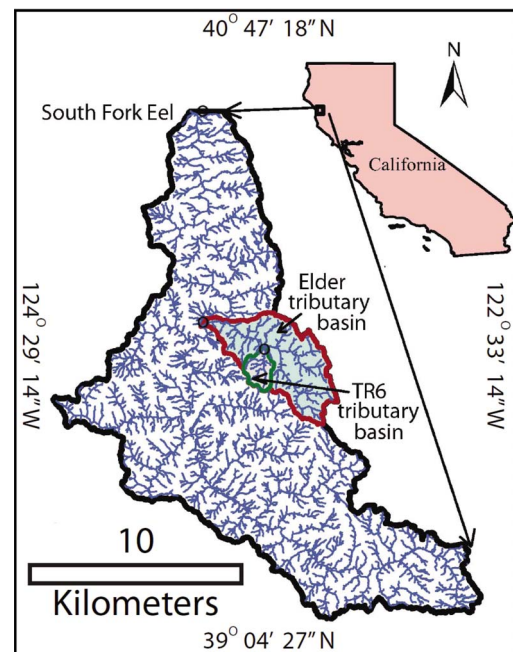 40° 47' 18" N
N
South Fork Eel
California
Elder
tributary
basin
124° 29' 14" W
122° 33' 14" W
TR6
tributary
basin
10
Kilometers
39° 04' 27" N